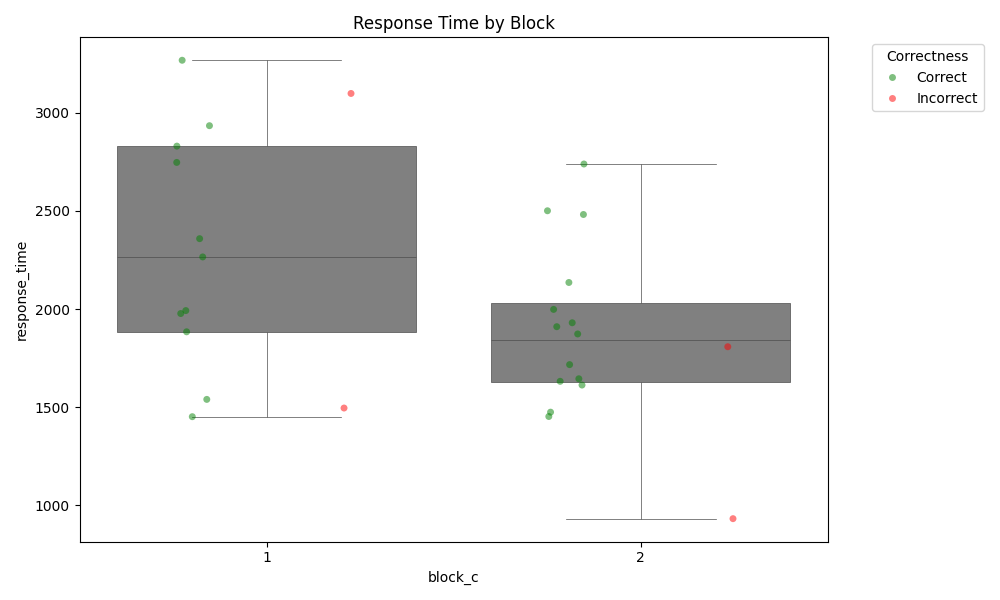 Response Time by Block
Correctness
Correct
Incorrect
3000
2500
2000
1500
1000
response_time
1
2
block_c